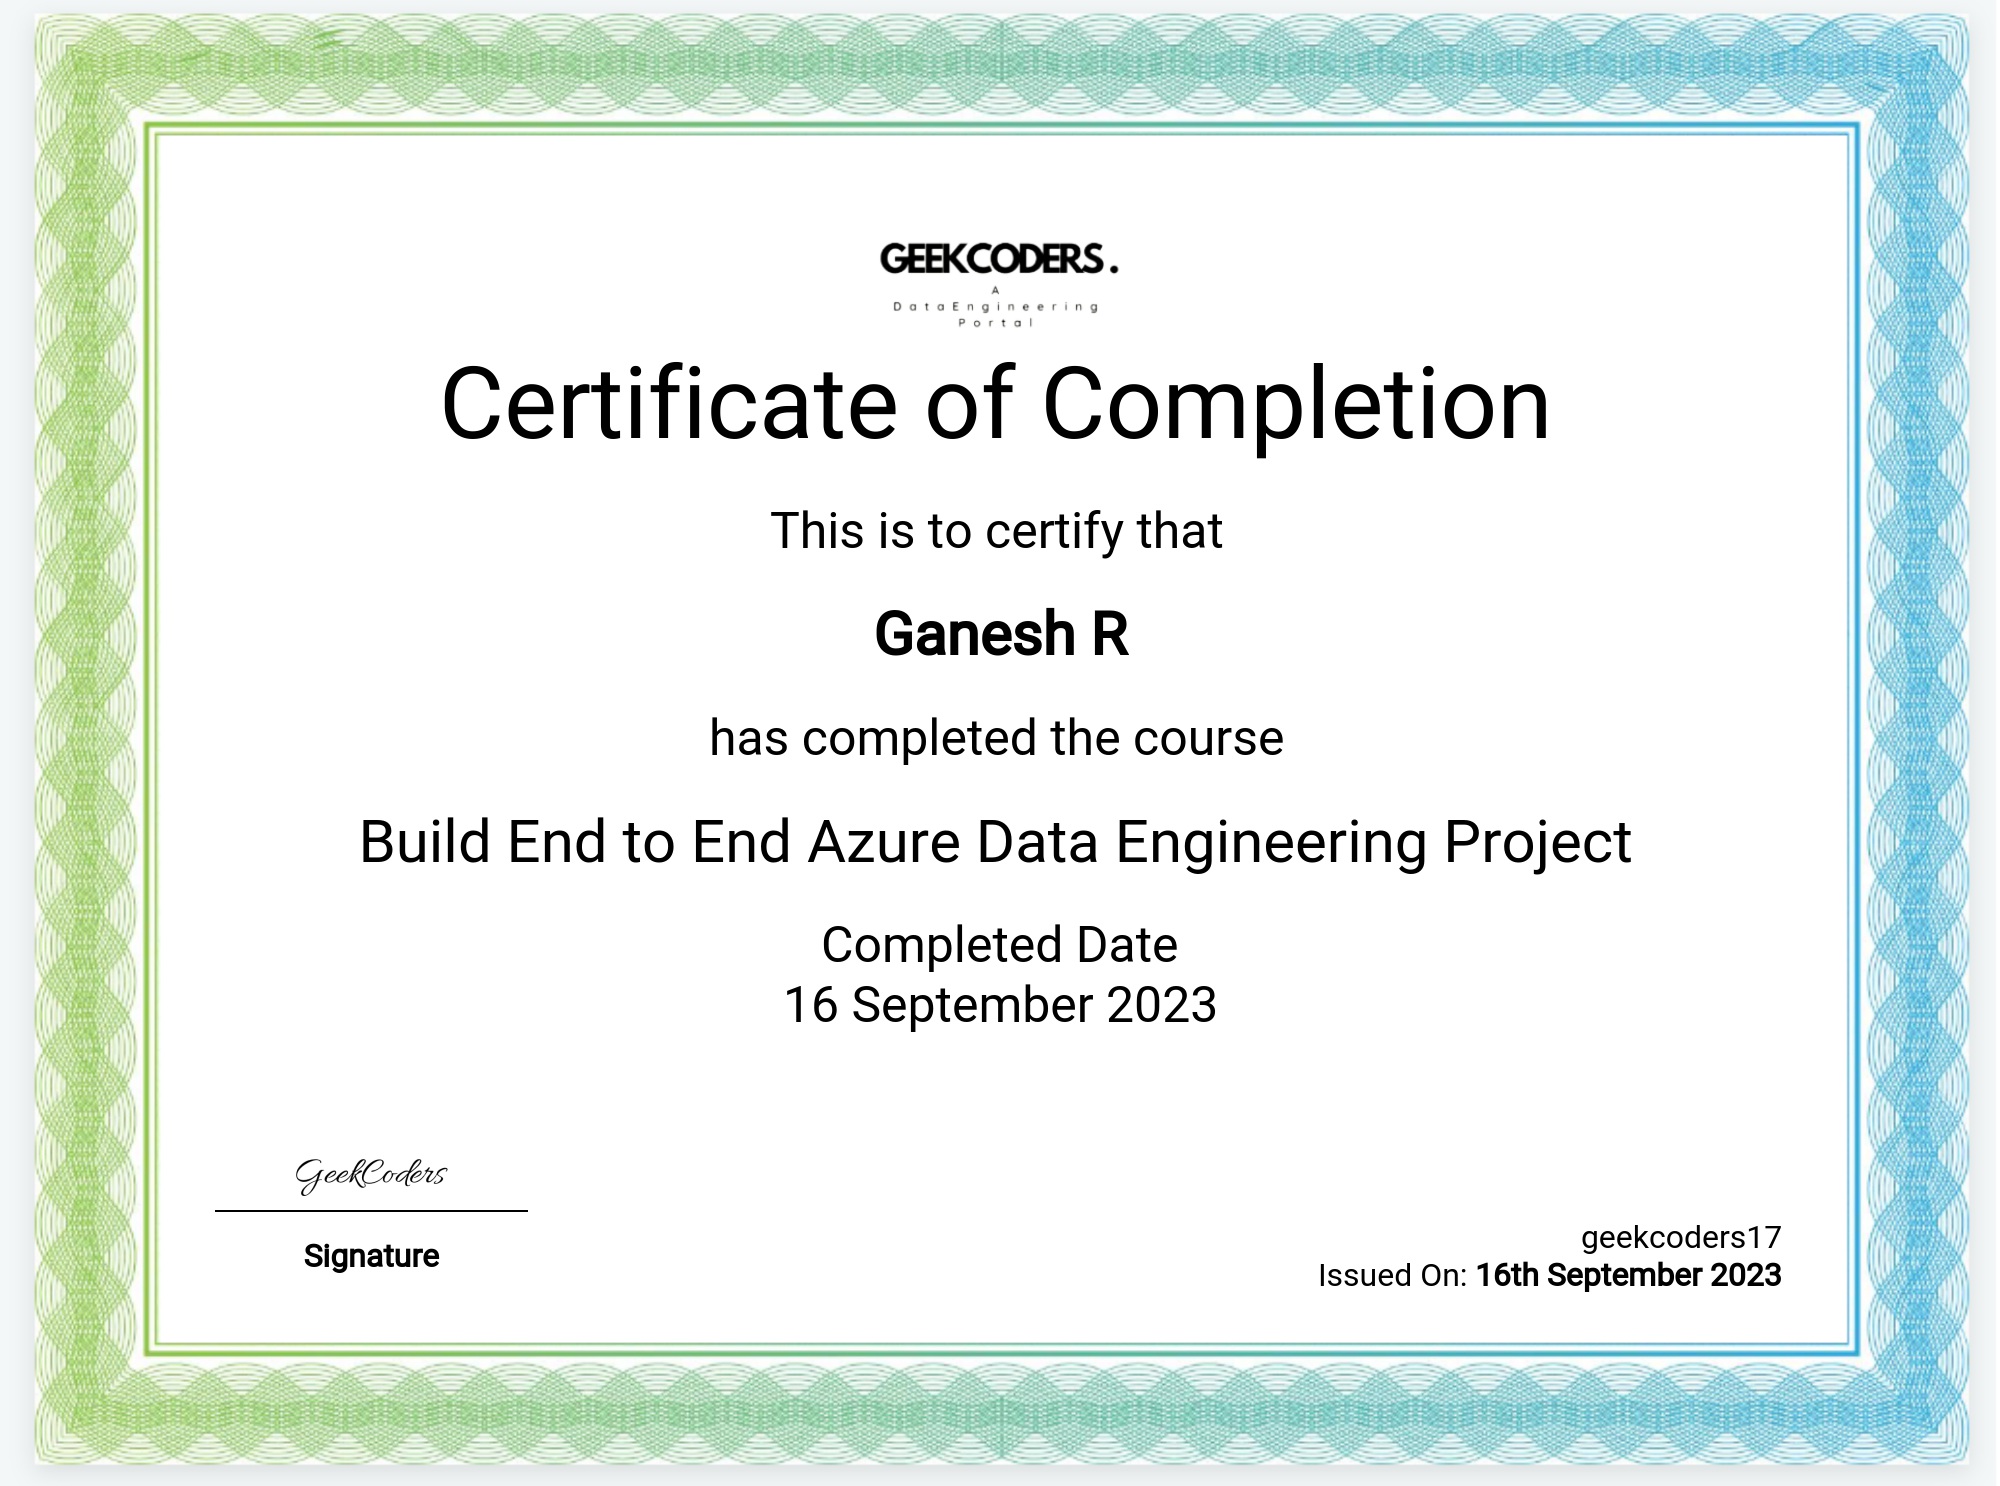 GEEKCODERS.
A
DataEngineering
Portal
Certificate of Completion
This is to certify that
Ganesh R
has completed the course
Build End to End Azure Data Engineering Project
Completed Date
16 September 2023
GeekCoders
Signature
geekcoders17
Issued On: 16th September 2023